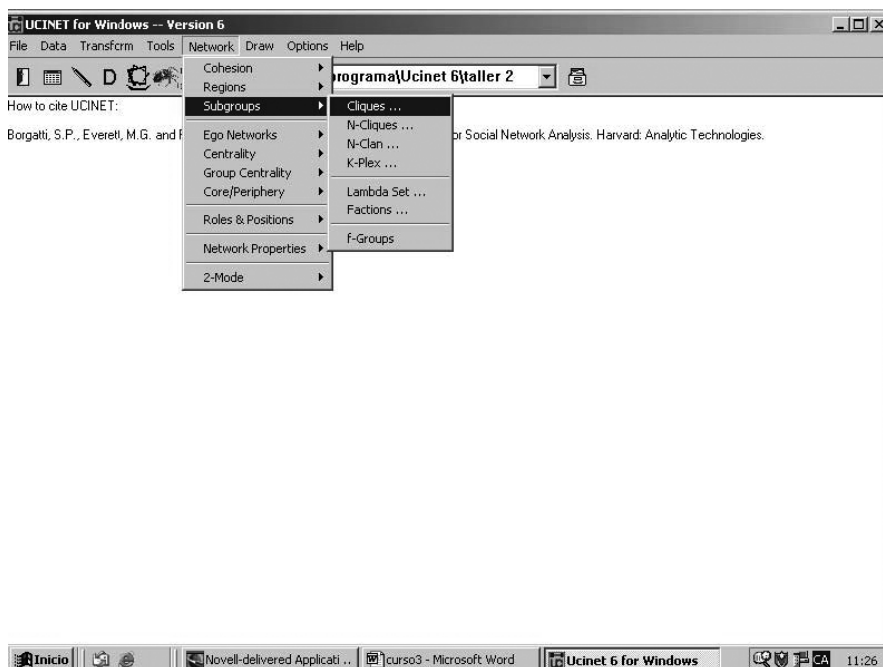 UCINET for Windows -- Version 6
File Data Transform Tools Network Draw Options Help
D
programa\Ucinet 6\taller 2
How to cite UCINET:
Borgatti, S.P., Everett, M.G. and F
or Social Network Analysis. Harvard: Analytic Technologies.
Cohesion
Regions
Subgroups
Ego Networks
Centrality
Group Centrality
Core/Periphery
Roles & Positions
Network Properties
2-Mode
Cliques ...
N-Cliques ...
N-Clan ...
K-Plex ...
Lambda Set ...
Factions ...
f-Groups
Inicio
Novell-delivered Applicati ..
curso3 - Microsoft Word
Ucinet 6 for Windows
CA
11:26